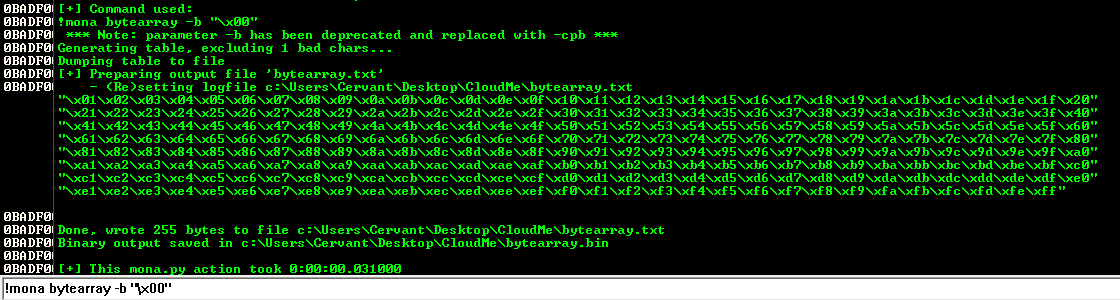 0BADF0 [+] Command used:
0BADF0 !mona bytearray -b "\x00"
*** Note: parameter -b has been deprecated and replaced with -cpb ***
Generating table, excluding 1 bad chars...
Dumping table to file
0BADF0 [+] Preparing output file 'bytearray.txt'
0BADF0 - (Re)setting logfile c:\Users\Cervant\Desktop\CloudMe\bytearray.txt
"\x01\x02\x03\x04\x05\x06\x07\x08\x09\x0a\x0b\x0c\x0d\x0e\x0f\x10\x11\x12\x13\x14\x15\x16\x17\x18\x19\x1a\x1b\x1c\x1d\x1e\x1f\x20"
"\x21\x22\x23\x24\x25\x26\x27\x28\x29\x2a\x2b\x2c\x2d\x2e\x2f\x30\x31\x32\x33\x34\x35\x36\x37\x38\x39\x3a\x3b\x3c\x3d\x3e\x3f\x40"
"\x41\x42\x43\x44\x45\x46\x47\x48\x49\x4a\x4b\x4c\x4d\x4e\x4f\x50\x51\x52\x53\x54\x55\x56\x57\x58\x59\x5a\x5b\x5c\x5d\x5e\x5f\x60"
"\x61\x62\x63\x64\x65\x66\x67\x68\x69\x6a\x6b\x6c\x6d\x6e\x6f\x70\x71\x72\x73\x74\x75\x76\x77\x78\x79\x7a\x7b\x7c\x7d\x7e\x7f\x80"
"\x81\x82\x83\x84\x85\x86\x87\x88\x89\x8a\x8b\x8c\x8d\x8e\x8f\x90\x91\x92\x93\x94\x95\x96\x97\x98\x99\x9a\x9b\x9c\x9d\x9e\x9f\xa0"
"\xa1\xa2\xa3\xa4\xa5\xa6\xa7\xa8\xa9\xaa\xab\xac\xad\xae\xaf\xb0\xb1\xb2\xb3\xb4\xb5\xb6\xb7\xb8\xb9\xba\xbb\xbc\xbd\xbe\xbf\xc0"
"\xc1\xc2\xc3\xc4\xc5\xc6\xc7\xc8\xc9\xca\xcb\xcc\xcd\xce\xcf\xd0\xd1\xd2\xd3\xd4\xd5\xd6\xd7\xd8\xd9\xda\xdb\xdc\xdd\xde\xdf\xe0"
"\xe1\xe2\xe3\xe4\xe5\xe6\xe7\xe8\xe9\xea\xeb\xec\xed\xee\xef\xf0\xf1\xf2\xf3\xf4\xf5\xf6\xf7\xf8\xf9\xfa\xfb\xfc\xfd\xfe\xff"
0BADF0
0BADF0 Done, wrote 255 bytes to file c:\Users\Cervant\Desktop\CloudMe\bytearray.txt
0BADF0 Binary output saved in c:\Users\Cervant\Desktop\CloudMe\bytearray.bin
0BADF0
0BADF0 [+] This mona.py action took 0:00:00.031000
!mona bytearray -b "\x00"